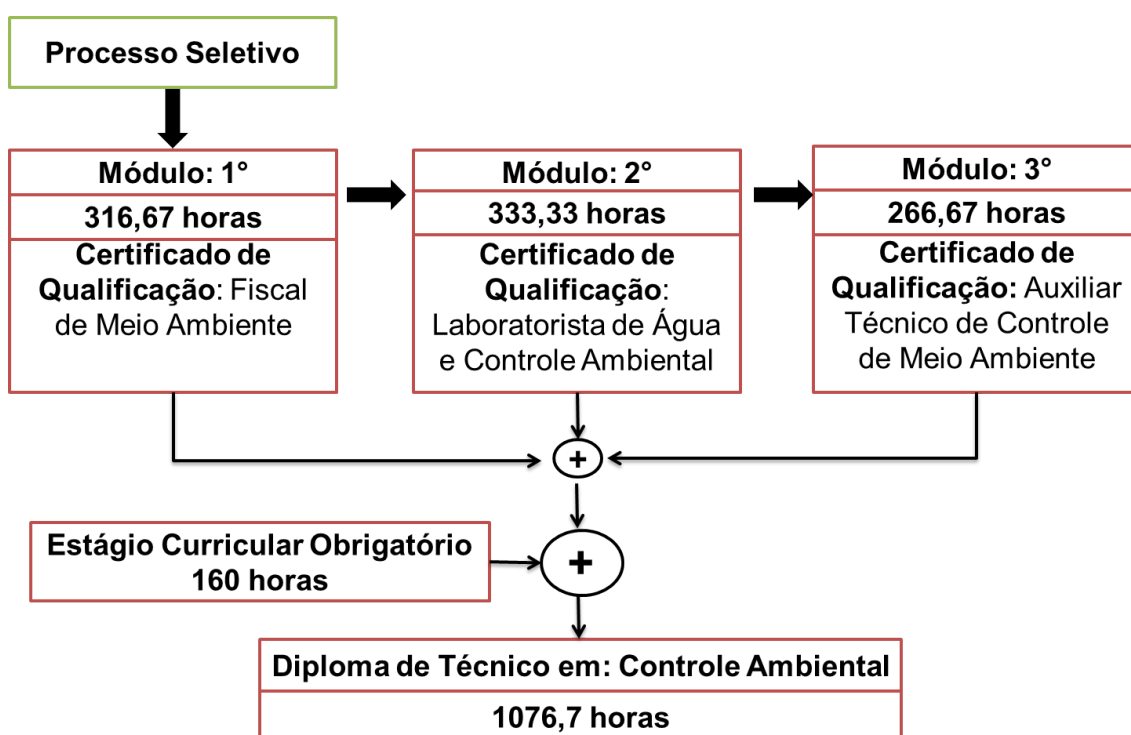 Processo Seletivo
Módulo: 1°
316,67 horas
Certificado de
Qualificação: Fiscal
de Meio Ambiente
Módulo: 2°
333,33 horas
Certificado de
Qualificação:
Laboratorista de Água
e Controle Ambiental
Módulo: 3°
266,67 horas
Certificado de
Qualificação: Auxiliar
Técnico de Controle
de Meio Ambiente
+
Estágio Curricular Obrigatório
160 horas
+
Diploma de Técnico em: Controle Ambiental
1076,7 horas